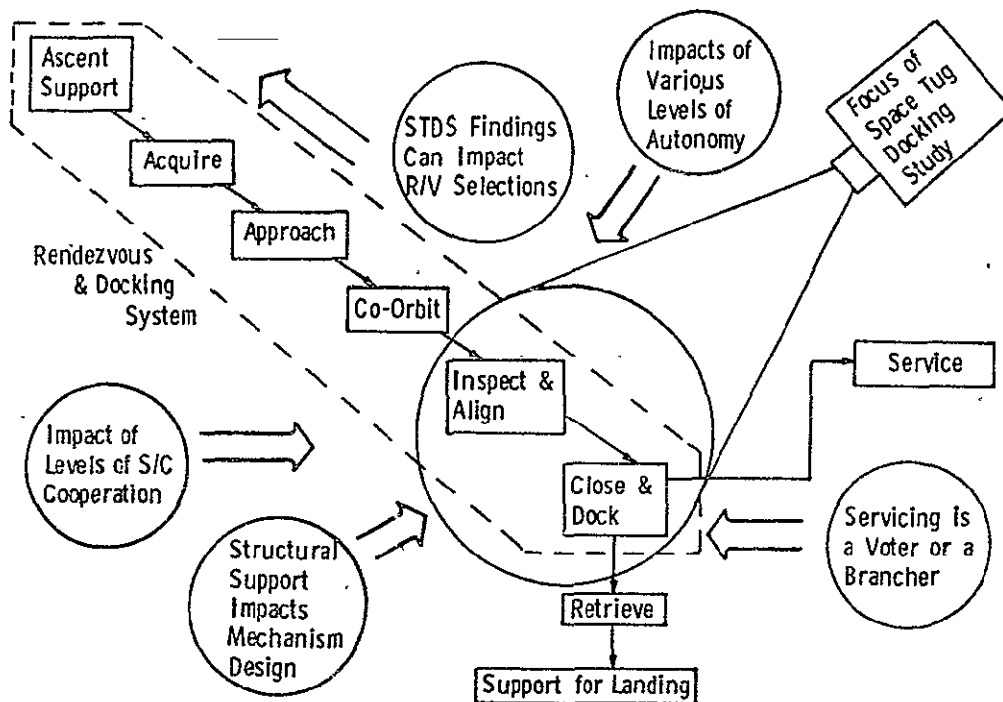 Ascent
Support
Acquire
Approach
Co-Orbit
Inspect &
Align
Close &
Dock
Retrieve
Support for Landing
Service
Rendezvous
& Docking
System
STDS Findings
Can Impact
R/V Selections
Impacts of
Various
Levels of
Autonomy
Focus of
Space Tug
Docking
Study
Impact of
Levels of S/C
Cooperation
Structural
Support
Impacts
Mechanism
Design
Servicing is
a Voter or a
Brancher